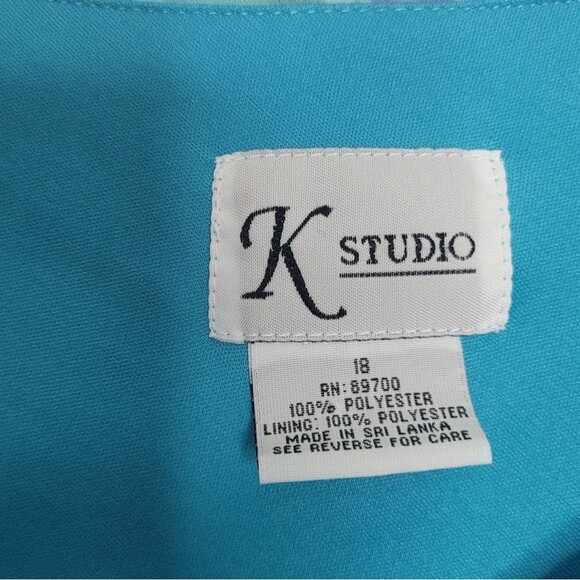 K STUDIO
18
RN: 89700
100% POLYESTER
LINING: 100% POLYESTER
MADE IN SRI LANKA
SEE REVERSE FOR CARE